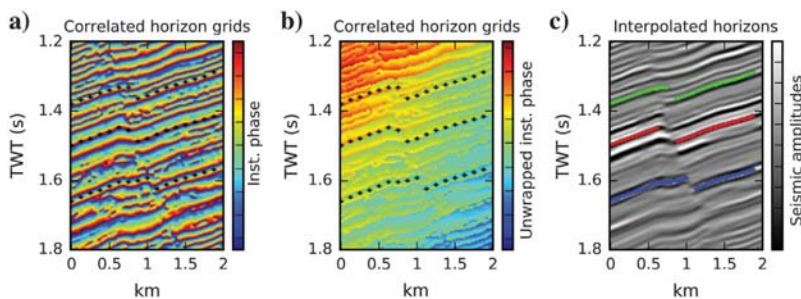 a) Correlated horizon grids
1.2
1.4
1.6
1.8
TWT (s)
0 0.5 1 1.5 2
km
Inst. phase
b) Correlated horizon grids
1.2
1.4
1.6
1.8
TWT (s)
0 0.5 1 1.5 2
km
Unwrapped inst. phase
c) Interpolated horizons
1.2
1.4
1.6
1.8
TWT (s)
0 0.5 1 1.5 2
km
Seismic amplitudes